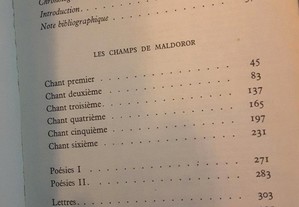 Introduction
Note bibliographique
LES CHAMPS DE MALDOROR
Chant premier 45
Chant deuxième 83
Chant troisième 137
Chant quatrième 165
Chant cinquième 197
Chant sixième 231
Poésies I 271
Poésies II 283
Lettres 303